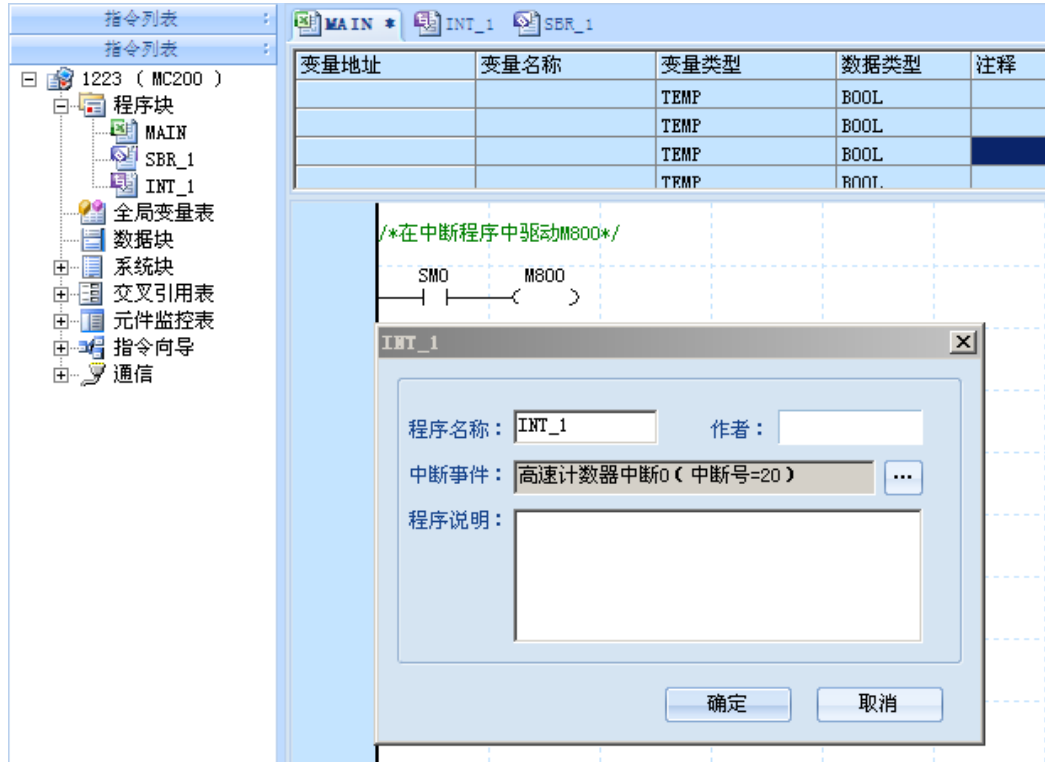 指令列表
指令列表
1223 ( MC200 )
程序块
MAIN
SBR_1
INT_1
全局变量表
数据块
系统块
交叉引用表
元件监控表
指令向导
通信
MAIN * INT_1 SBR_1
变量地址 变量名称 变量类型 数据类型 注释
TEMP BOOL
TEMP BOOL
TEMP BOOL
TEMP BOOL
/*在中断程序中驱动M800*/
SM0 M800
INT_1
程序名称： INT_1 作者：
中断事件： 高速计数器中断0(中断号=20)
程序说明：
确定 取消